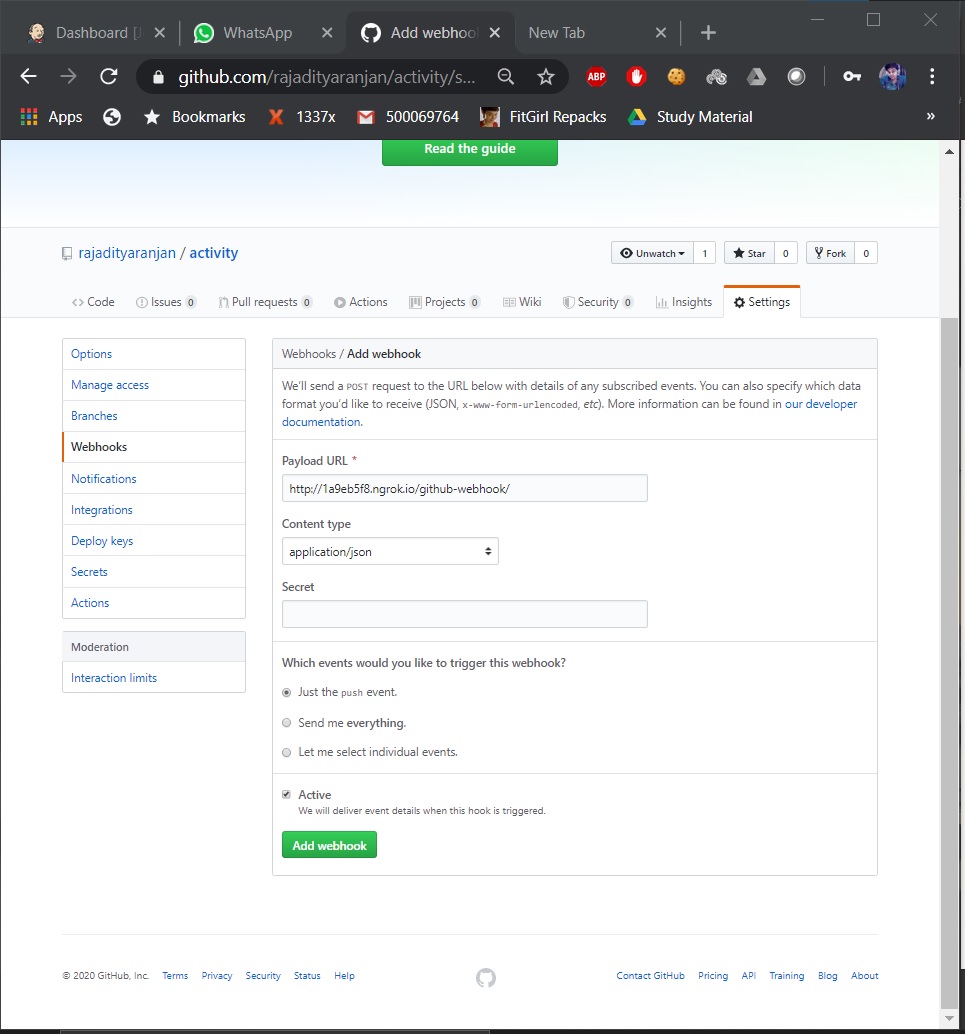 Dashboard [J
WhatsApp
Add webhoo
New Tab
github.com/rajadityaranjan/activity/s...
ABP
Apps
Bookmarks
1337x
500069764
FitGirl Repacks
Study Material
»
Read the guide
rajadityaranjan / activity
Unwatch 1
Star 0
Fork 0
<> Code
Issues 0
Pull requests 0
Actions
Projects 0
Wiki
Security 0
Insights
Settings
Options
Manage access
Branches
Webhooks
Notifications
Integrations
Deploy keys
Secrets
Actions
Moderation
Interaction limits
Webhooks / Add webhook
We'll send a POST request to the URL below with details of any subscribed events. You can also specify which data
format you'd like to receive (JSON, x-www-form-urlencoded, etc). More information can be found in our developer
documentation.
Payload URL *
http://1a9eb5f8.ngrok.io/github-webhook/
Content type
application/json
Secret
Which events would you like to trigger this webhook?
Just the push event.
Send me everything.
Let me select individual events.
Active
We will deliver event details when this hook is triggered.
Add webhook
© 2020 GitHub, Inc. Terms Privacy Security Status Help
Contact GitHub Pricing API Training Blog About